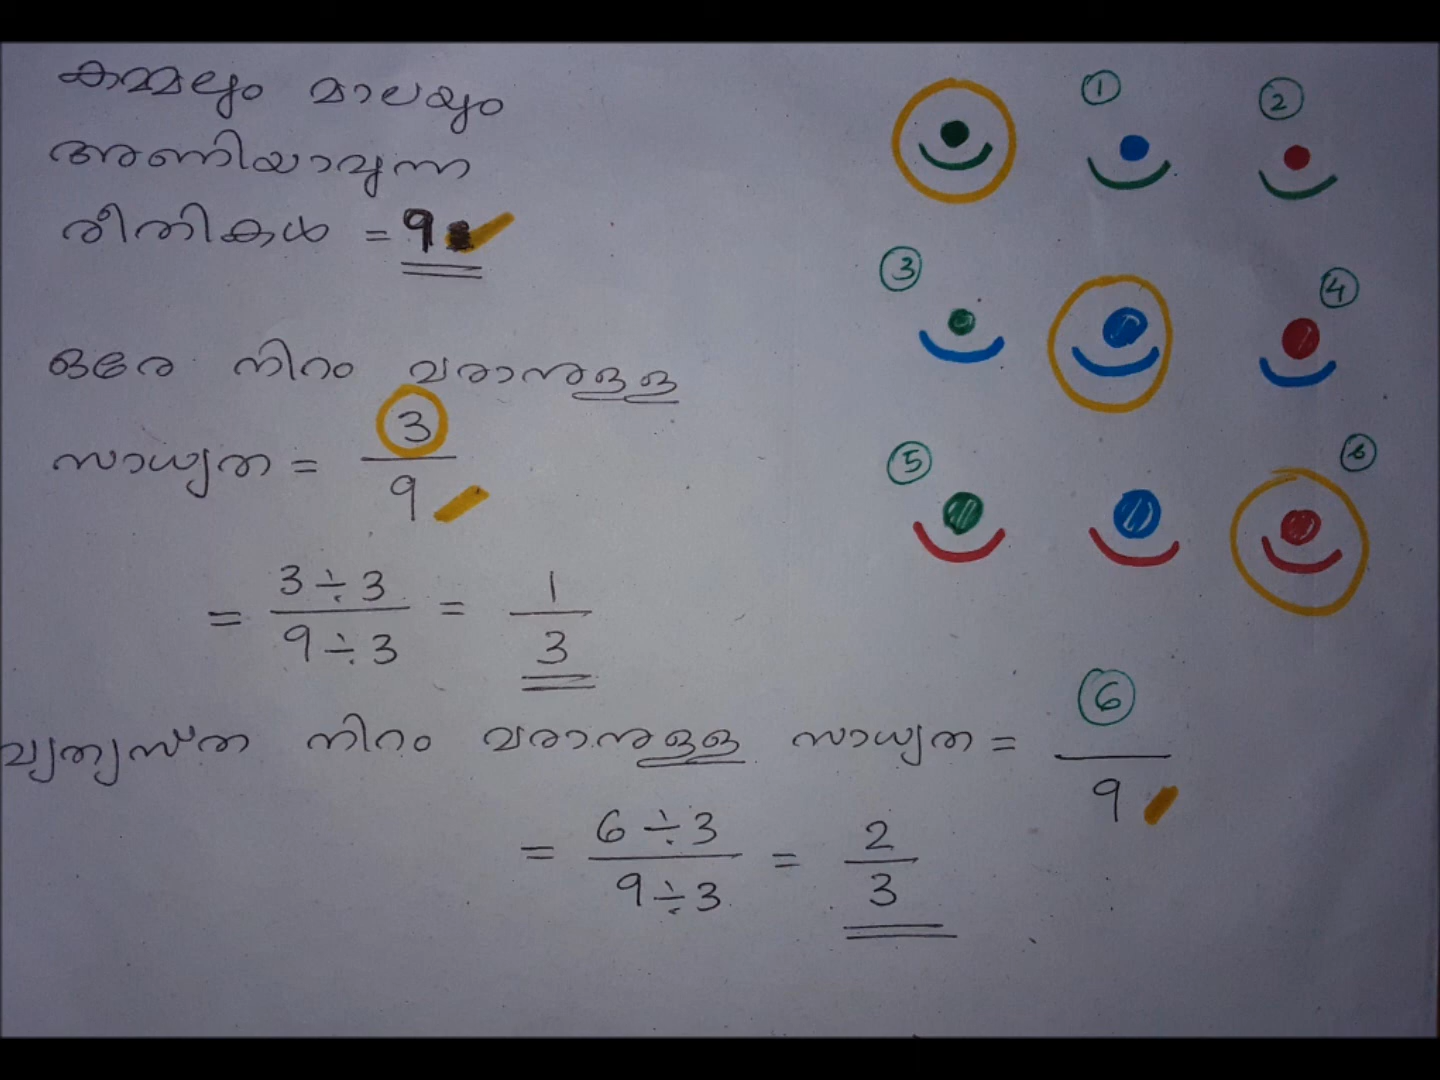 കമ്മലും മാലയും
അണിയാവുന്ന
രീതികൾ = 9
ഒരേ നിറം വരാനുള്ള
സാധ്യത = 3/9
= 3÷3/9÷3 = 1/3
വ്യത്യസ്ത നിറം വരാനുള്ള സാധ്യത = 6/9
= 6÷3/9÷3 = 2/3
1
2
3
4
5
6